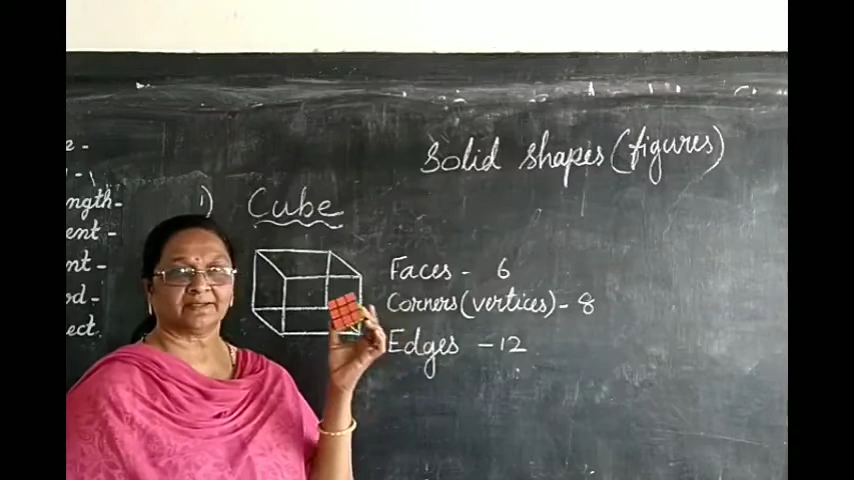 Solid shapes (figures)
1) Cube
Faces - 6
Corners (vertices) - 8
Edges - 12